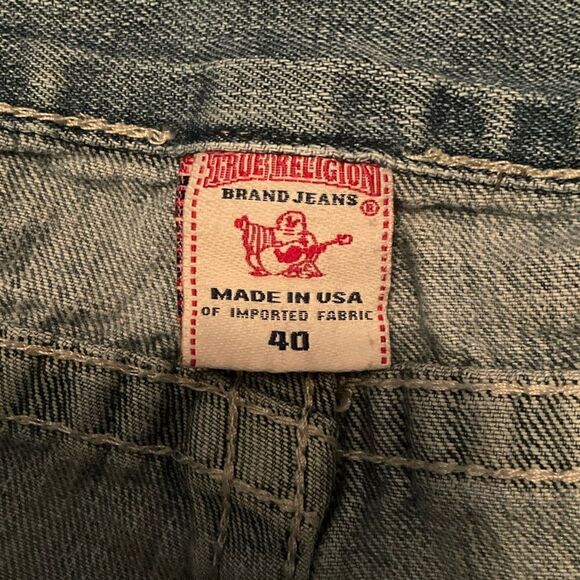 TRUE RELIGION
BRAND JEANS
®
MADE IN USA
OF IMPORTED FABRIC
40